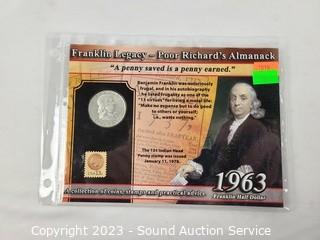 Franklin Legacy – Poor Richard's Almanack
"A penny saved is a penny earned."
Benjamin Franklin was notoriously
frugal, and in his autobiography
he listed frugality as one of the
"13 virtues" for living a moral life:
"Make no expense but to do good
to others or yourself;
i.e., waste nothing."
The 13¢ Indian Head
Penny stamp was issued
January 11, 1978.
A collection of coins, stamps and practical advice.
1963
Franklin Half Dollar
Copyright 2023 - Sound Auction Service